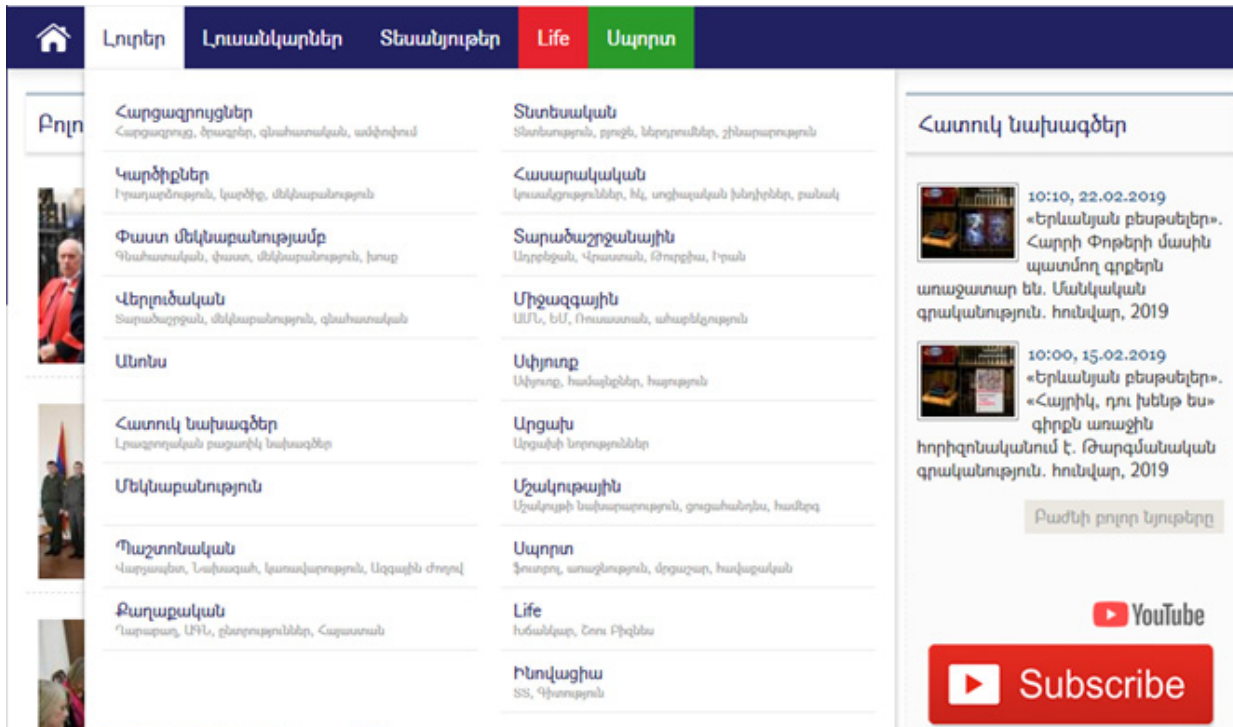 Լուրեր Լուսանկարներ Տեսանյութեր Life Սպորտ
Բոլո
Հարցազրույցներ
Հարցազրույց, ծրագրեր, գնահատական, ամփոփում
Կարծիքներ
Իրադարձություն, կարծիք, մեկնաբանություն
Փաստ մեկնաբանությամբ
Գնահատական, փաստ, մեկնաբանություն, խոսք
Վերլուծական
Տարածաշրջան, մեկնաբանություն, գնահատական
Անոնս
Հատուկ նախագծեր
Լրագրողական բացառիկ նախագծեր
Մեկնաբանություն
Պաշտոնական
Վարչապետ, Նախագահ, կառավարություն, Ազգային ժողով
Քաղաքական
Ղարաբաղ, ԱԳՆ, ընտրություններ, Հայաստան
Տնտեսական
Տնտեսություն, բյուջե, ներդրումներ, շինարարություն
Հասարակական
կուսակցություններ, հկ, սոցիալական խնդիրներ, բանակ
Տարածաշրջանային
Ադրբեջան, Վրաստան, Թուրքիա, Իրան
Միջազգային
ԱՄՆ, ԵՄ, Ռուսաստան, ահաբեկչություն
Սփյուռք
Սփյուռք, համայնքներ, հայություն
Արցախ
Արցախի նորություններ
Մշակութային
Մշակույթի նախարարություն, ցուցահանդես, համերգ
Սպորտ
ֆուտբոլ, առաջնություն, մրցաշար, հավաքական
Life
Խճանկար, Շոու Բիզնես
Ինովացիա
ՏՏ, Գիտություն
Հատուկ նախագծեր
10:10, 22.02.2019
«Երևանյան բեսթսելեր».
Հարրի Փոթերի մասին
պատմող գրքերն
առաջատար են. Մանկական
գրականություն. հունվար, 2019
10:00, 15.02.2019
«Երևանյան բեսթսելեր».
«Հայրիկ, դու խենթ ես»
գիրքն առաջին
հորիզոնականում է. Թարգմանական
գրականություն. հունվար, 2019
Բաժնի բոլոր նյութերը
YouTube
Subscribe